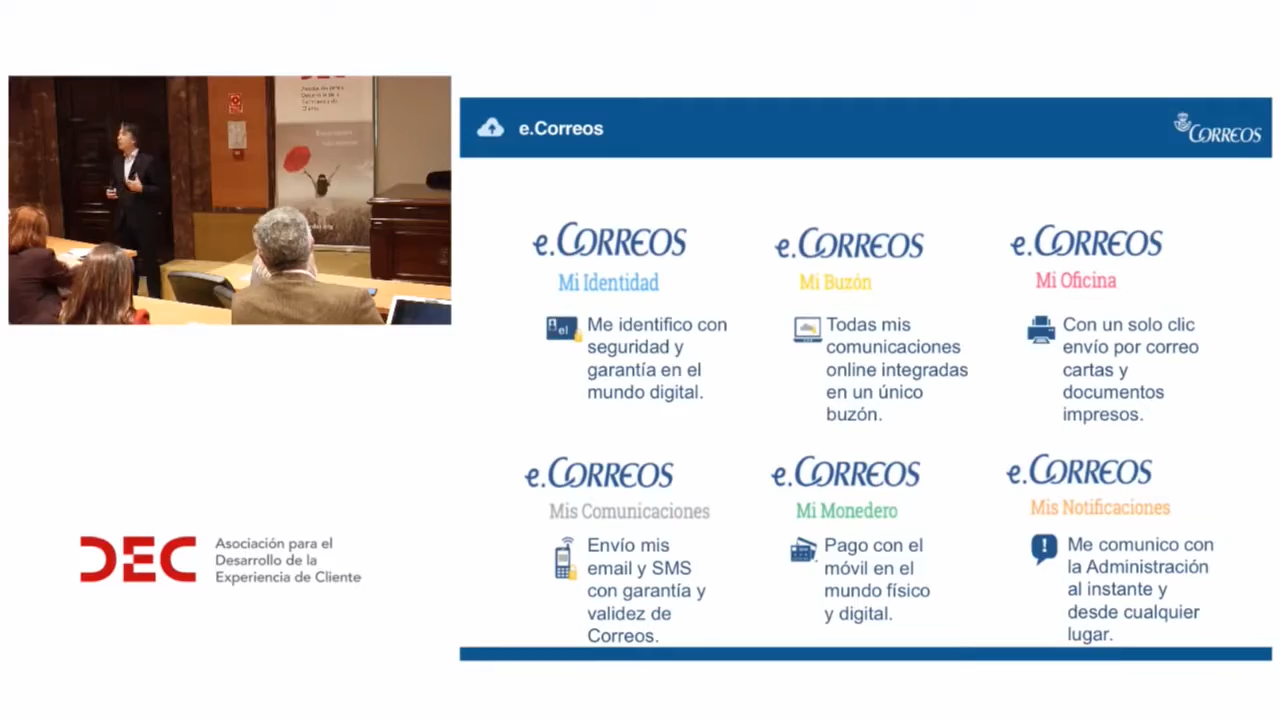 e.Correos
CORREOS
e.CORREOS
Mi Identidad
Me identifico con
seguridad y
garantía en el
mundo digital.
e.CORREOS
Mi Buzón
Todas mis
comunicaciones
online integradas
en un único
buzón.
e.CORREOS
Mi Oficina
Con un solo clic
envío por correo
cartas y
documentos
impresos.
e.CORREOS
Mis Comunicaciones
Envío mis
email y SMS
con garantía y
validez de
Correos.
e.CORREOS
Mi Monedero
Pago con el
móvil en el
mundo físico
y digital.
e.CORREOS
Mis Notificaciones
Me comunico con
la Administración
al instante y
desde cualquier
lugar.
DEC
Asociación para el
Desarrollo de la
Experiencia de Cliente